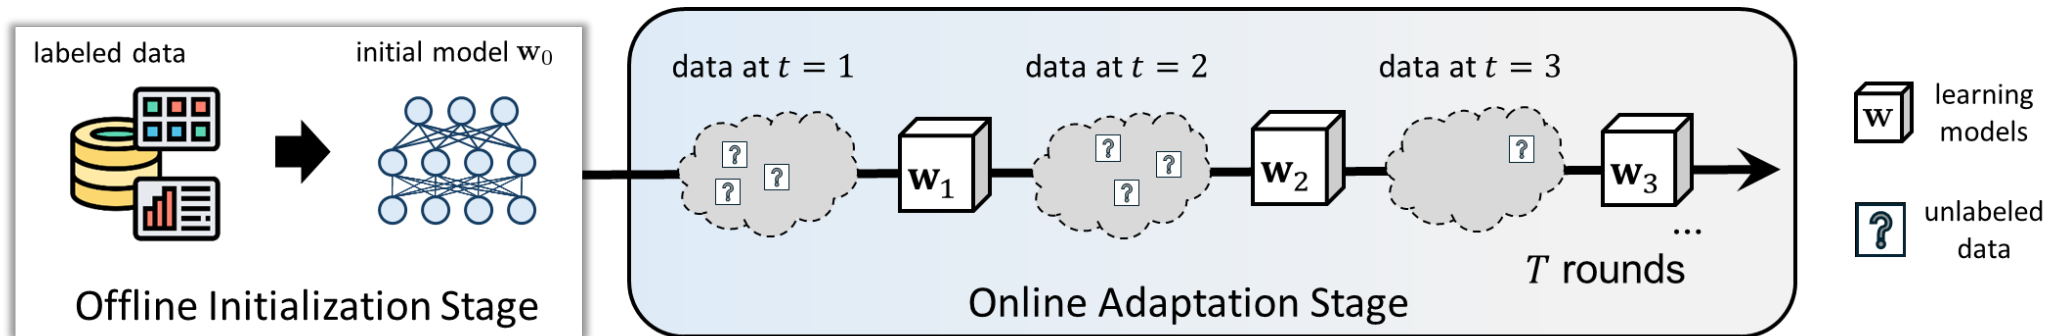 labeled data
initial model w₀
Offline Initialization Stage
data at t = 1
data at t = 2
data at t = 3
?
?
?
w₁
?
?
?
w₂
?
w₃
...
T rounds
Online Adaptation Stage
w
learning
models
?
unlabeled
data